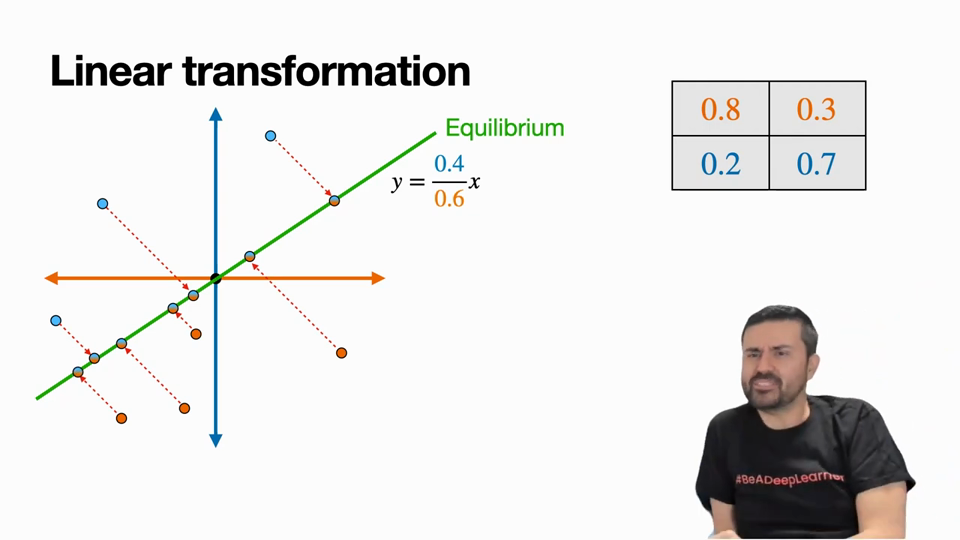 Linear transformation
Equilibrium
y = 0.4/0.6 x
0.8 0.3
0.2 0.7
#BeADeepLearner